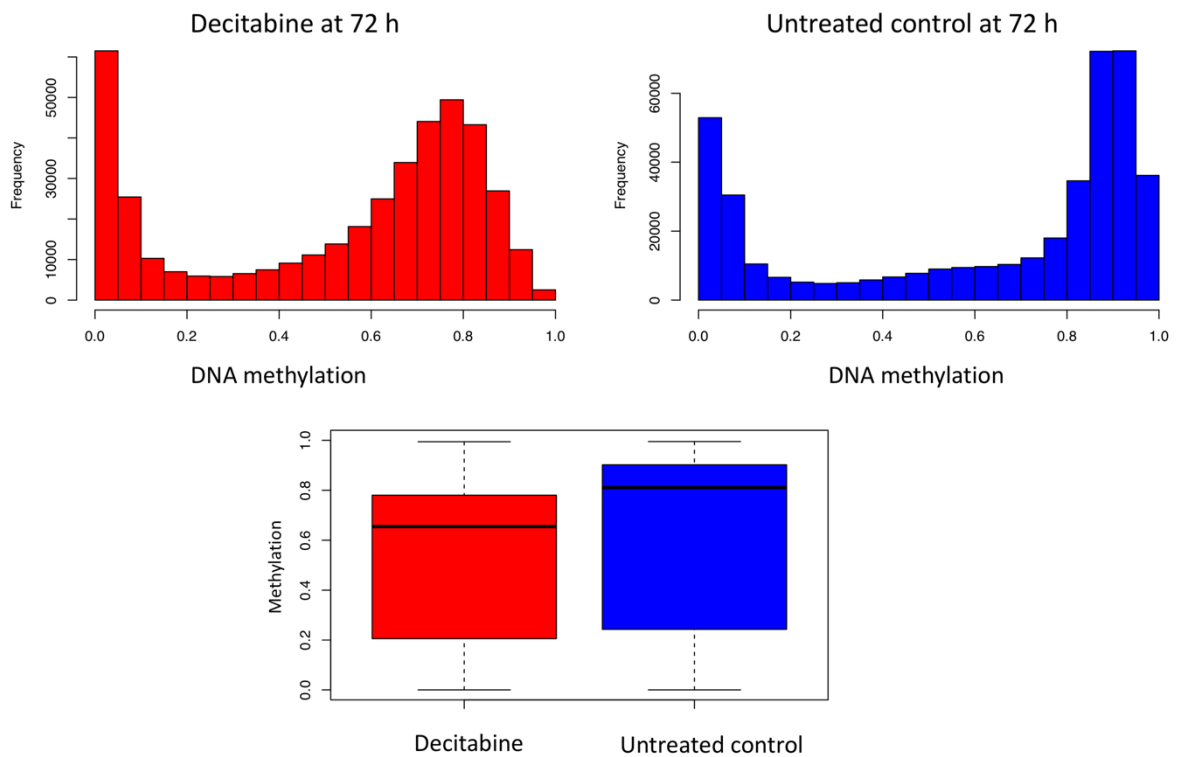 Decitabine at 72 h
Untreated control at 72 h
Frequency
50000
30000
10000
0
0.0 0.2 0.4 0.6 0.8 1.0
DNA methylation
Frequency
60000
40000
20000
0
0.0 0.2 0.4 0.6 0.8 1.0
DNA methylation
Methylation
1.0
0.8
0.6
0.4
0.2
0.0
Decitabine
Untreated control